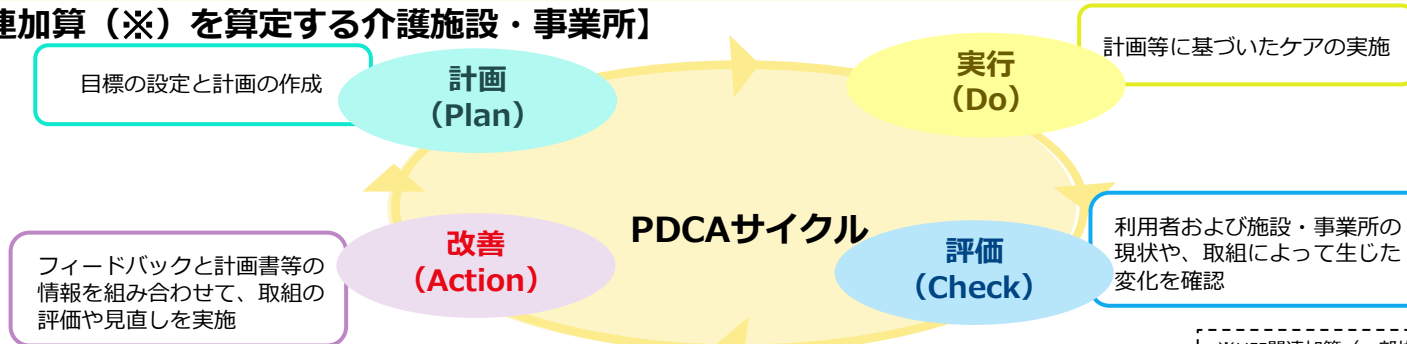 連加算（※）を算定する介護施設・事業所】
目標の設定と計画の作成
計画
（Plan）
実行
（Do）
計画等に基づいたケアの実施
PDCAサイクル
改善
（Action）
フィードバックと計画書等の
情報を組み合わせて、取組の
評価や見直しを実施
評価
（Check）
利用者および施設・事業所の
現状や、取組によって生じた
変化を確認